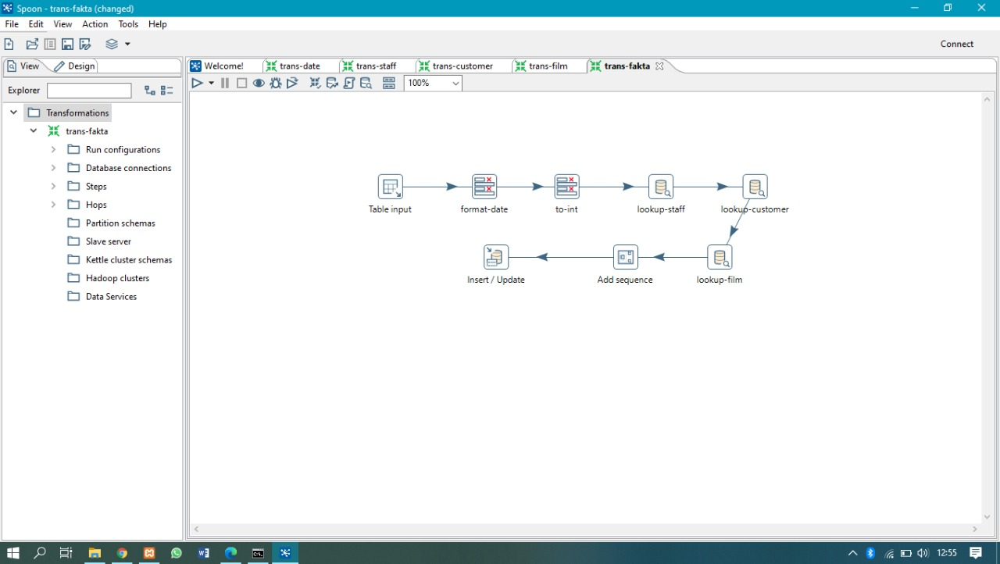 Spoon - trans-fakta (changed)
File Edit View Action Tools Help
Connect
View Design
Welcome! trans-date trans-staff trans-customer trans-film trans-fakta
Explorer
100%
Transformations
trans-fakta
Run configurations
Database connections
Steps
Hops
Partition schemas
Slave server
Kettle cluster schemas
Hadoop clusters
Data Services
Table input format-date to-int lookup-staff lookup-customer
Insert / Update Add sequence lookup-film
12:55